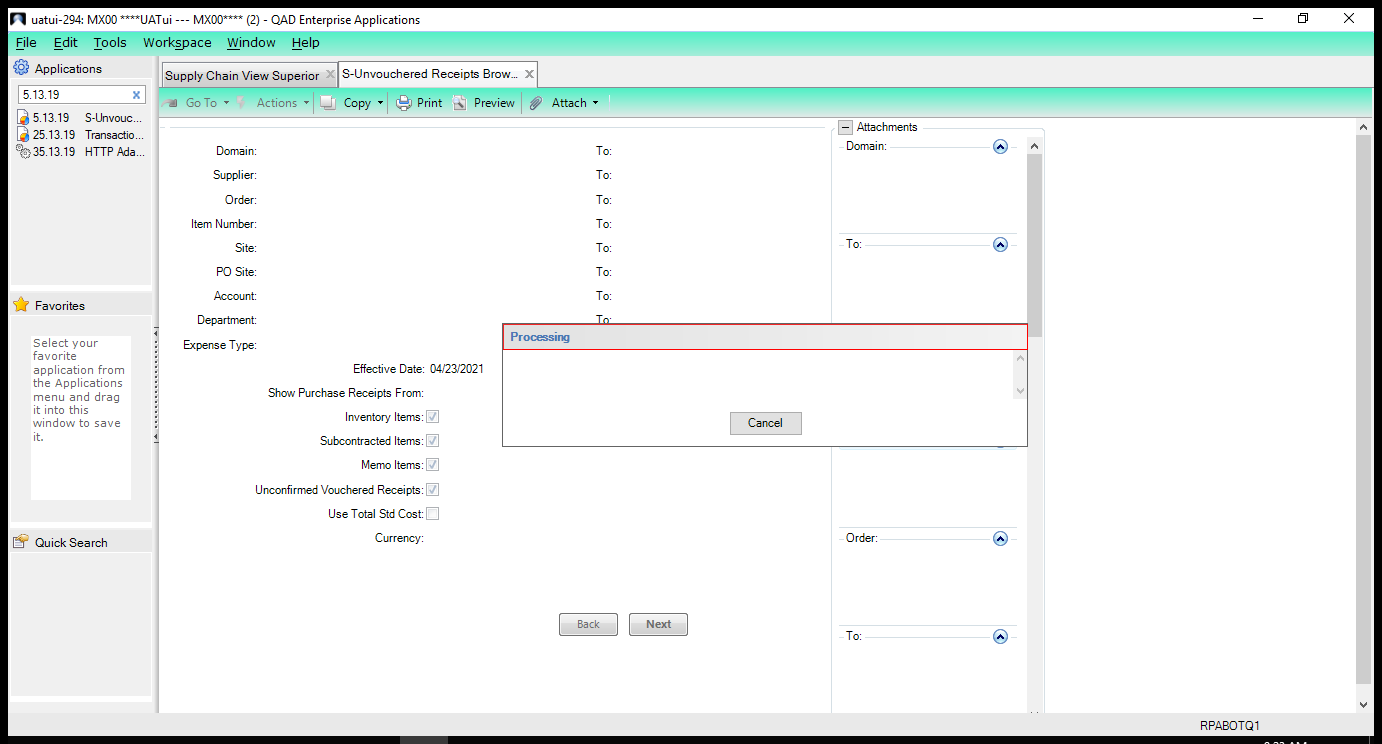 uatui-294: MX00 ****UATui --- MX00**** (2) - QAD Enterprise Applications
File Edit Tools Workspace Window Help
Applications
5.13.19
5.13.19 S-Unvouc...
25.13.19 Transactio...
35.13.19 HTTP Ada...
Favorites
Select your
favorite
application from
the Applications
menu and drag
it into this
window to save
it.
Quick Search
Supply Chain View Superior
S-Unvouchered Receipts Brow...
Go To Actions Copy Print Preview Attach
Domain: To:
Supplier: To:
Order: To:
Item Number: To:
Site: To:
PO Site: To:
Account: To:
Department: To:
Expense Type:
Effective Date: 04/23/2021
Show Purchase Receipts From:
Inventory Items:
Subcontracted Items:
Memo Items:
Unconfirmed Vouchered Receipts:
Use Total Std Cost:
Currency:
Back Next
Processing
Cancel
Attachments
Domain:
To:
Order:
To:
RPABOTQ1